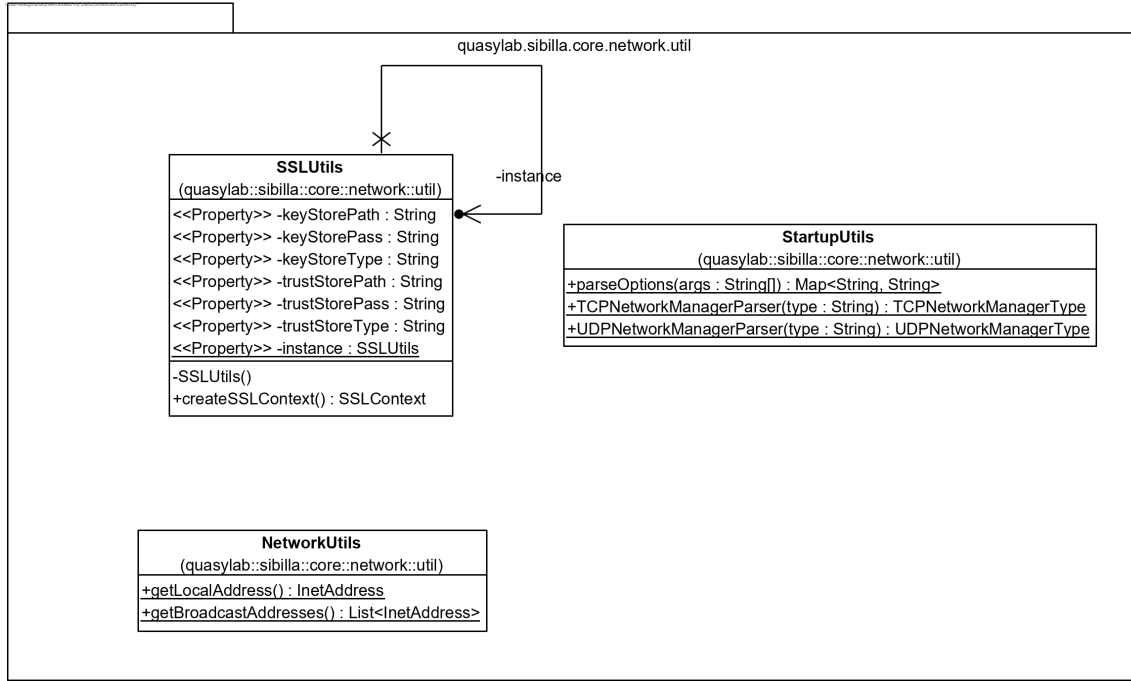 quasylab.sibilla.core.network.util
-instance
SSLUtils
(quasylab::sibilla::core::network::util)
<<Property>> -keyStorePath : String
<<Property>> -keyStorePass : String
<<Property>> -keyStoreType : String
<<Property>> -trustStorePath : String
<<Property>> -trustStorePass : String
<<Property>> -trustStoreType : String
<<Property>> -instance : SSLUtils
-SSLUtils()
+createSSLContext() : SSLContext
StartupUtils
(quasylab::sibilla::core::network::util)
+parseOptions(args : String[]) : Map<String, String>
+TCPNetworkManagerParser(type : String) : TCPNetworkManagerType
+UDPNetworkManagerParser(type : String) : UDPNetworkManagerType
NetworkUtils
(quasylab::sibilla::core::network::util)
+getLocalAddress() : InetAddress
+getBroadcastAddresses() : List<InetAddress>